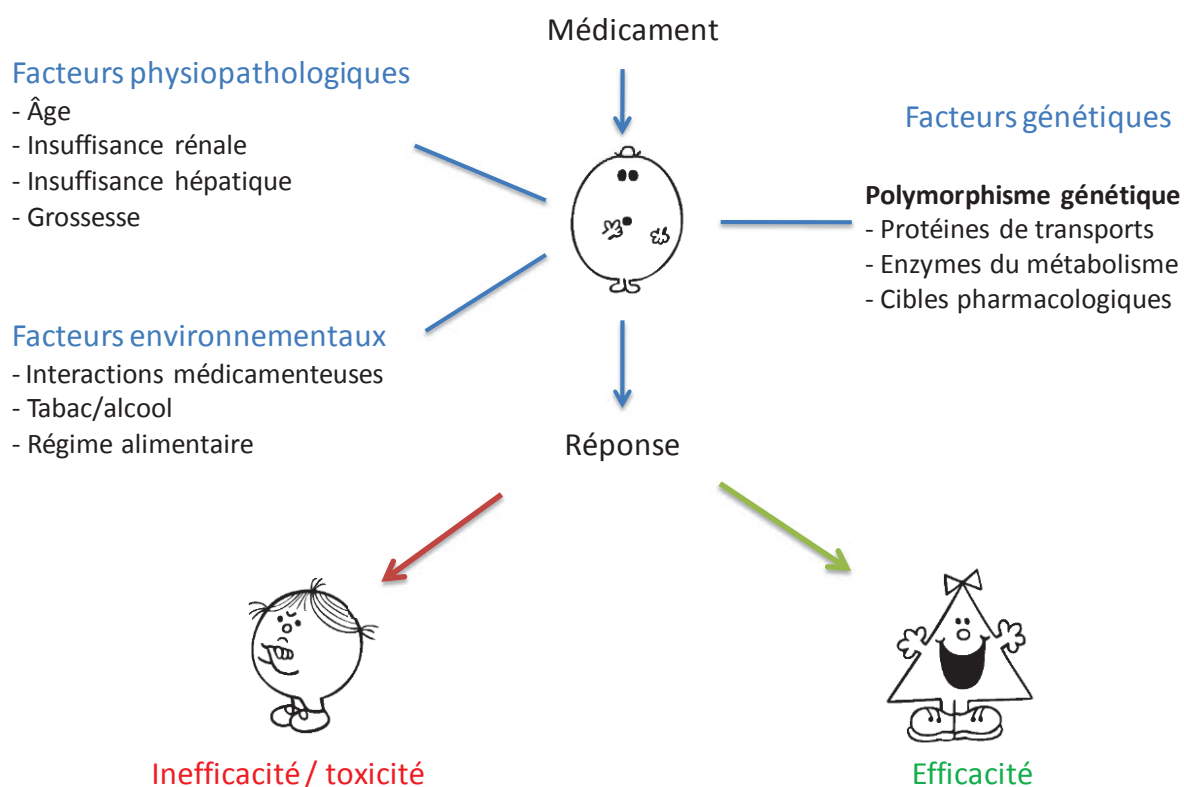 Médicament
Facteurs physiopathologiques
- Âge
- Insuffisance rénale
- Insuffisance hépatique
- Grossesse
Facteurs génétiques
Polymorphisme génétique
- Protéines de transports
- Enzymes du métabolisme
- Cibles pharmacologiques
Facteurs environnementaux
- Interactions médicamenteuses
- Tabac/alcool
- Régime alimentaire
Réponse
Inefficacité / toxicité
Efficacité